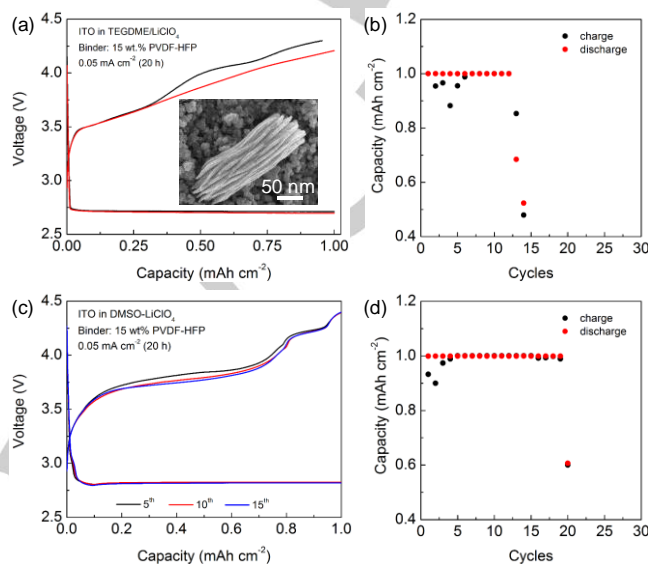 (a)
ITO in TEGDME/LiClO₄
Binder: 15 wt.% PVDF-HFP
0.05 mA cm⁻² (20 h)
50 nm
4.5
4.0
3.5
3.0
2.5
Voltage (V)
0.00 0.25 0.50 0.75 1.00
Capacity (mAh cm⁻²)
(b)
charge
discharge
1.2
1.0
0.8
0.6
0.4
Capacity (mAh cm⁻²)
0 5 10 15 20 25 30
Cycles
(c)
ITO in DMSO-LiClO₄
Binder: 15 wt% PVDF-HFP
0.05 mA cm⁻² (20 h)
4.5
4.0
3.5
3.0
2.5
Voltage (V)
5ᵗʰ 10ᵗʰ 15ᵗʰ
0.0 0.2 0.4 0.6 0.8 1.0
Capacity (mAh cm⁻²)
(d)
charge
discharge
1.4
1.2
1.0
0.8
0.6
0.4
Capacity (mAh cm⁻²)
0 5 10 15 20 25 30
Cycles